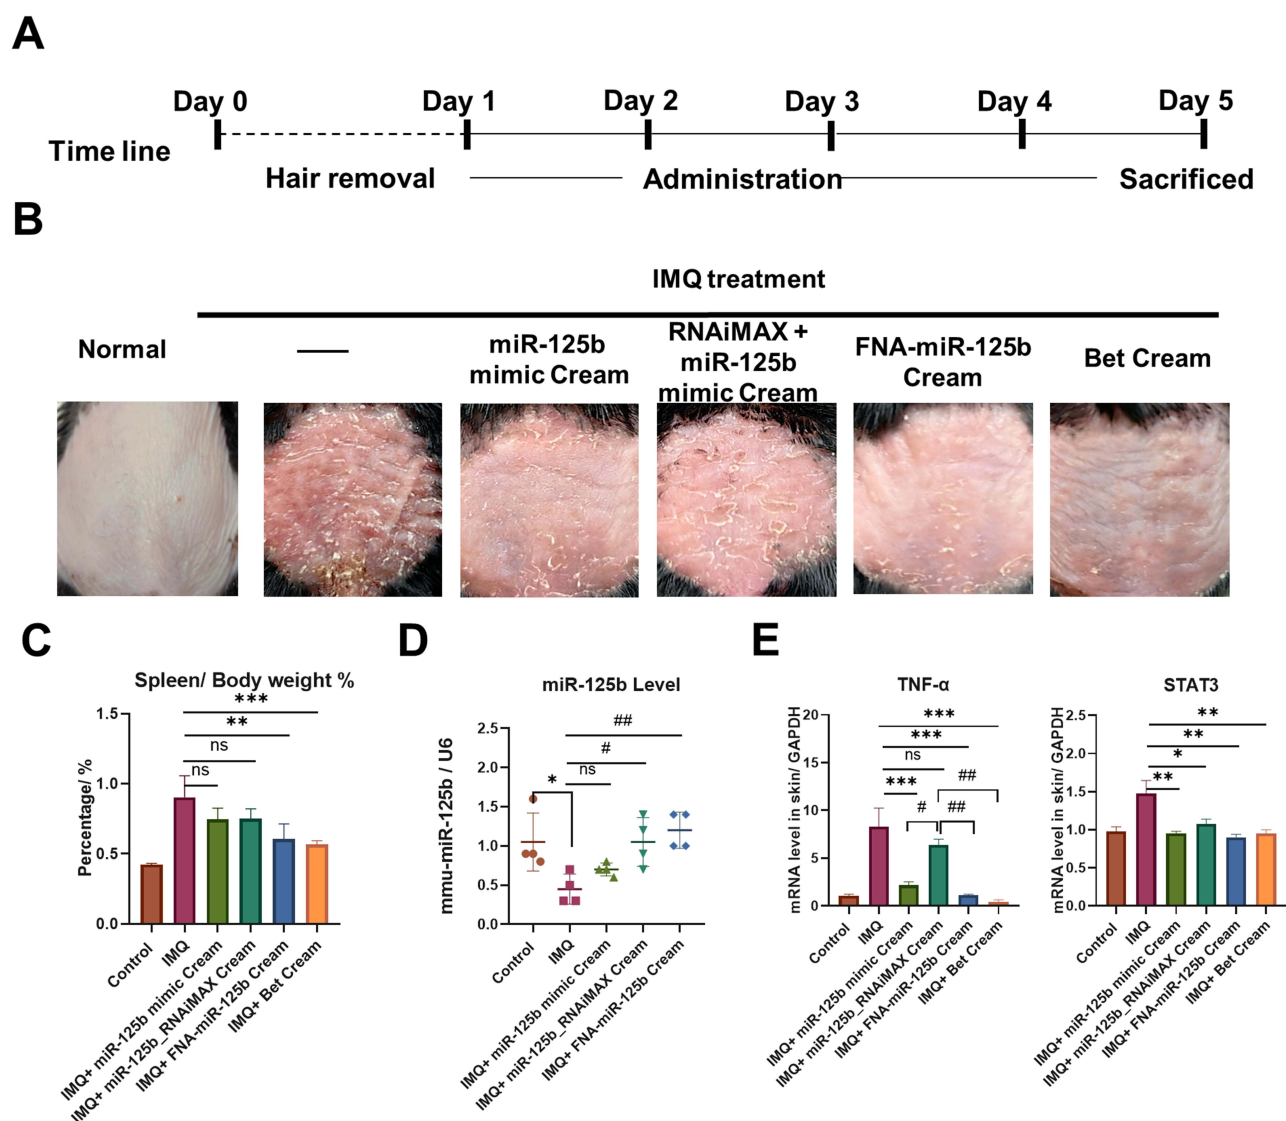 A
Day 0 Day 1 Day 2 Day 3 Day 4 Day 5
Time line
Hair removal Administration Sacrificed
B
IMQ treatment
Normal
miR-125b
mimic Cream
RNAiMAX +
miR-125b
mimic Cream
FNA-miR-125b
Cream
Bet Cream
C
Spleen/ Body weight %
Percentage/ %
1.5
1.0
0.5
0.0
***
**
ns
ns
Control
IMQ
IMQ+ miR-125b mimic Cream
IMQ+ miR-125b_RNAiMAX Cream
IMQ+ FNA-miR-125b Cream
IMQ+ Bet Cream
D
miR-125b Level
mmu-miR-125b / U6
2.5
2.0
1.5
1.0
0.5
0.0
##
#
ns
*
Control
IMQ
IMQ+ miR-125b mimic Cream
IMQ+ miR-125b_RNAiMAX Cream
IMQ+ FNA-miR-125b Cream
E
TNF-α
mRNA level in skin/ GAPDH
20
15
10
5
0
***
***
ns
***
##
#
##
Control
IMQ
IMQ+ miR-125b mimic Cream
IMQ+ miR-125b_RNAiMAX Cream
IMQ+ FNA-miR-125b Cream
IMQ+ Bet Cream
STAT3
mRNA level in skin/ GAPDH
2.5
2.0
1.5
1.0
0.5
0.0
**
**
*
**
Control
IMQ
IMQ+ miR-125b mimic Cream
IMQ+ miR-125b_RNAiMAX Cream
IMQ+ FNA-miR-125b Cream
IMQ+ Bet Cream